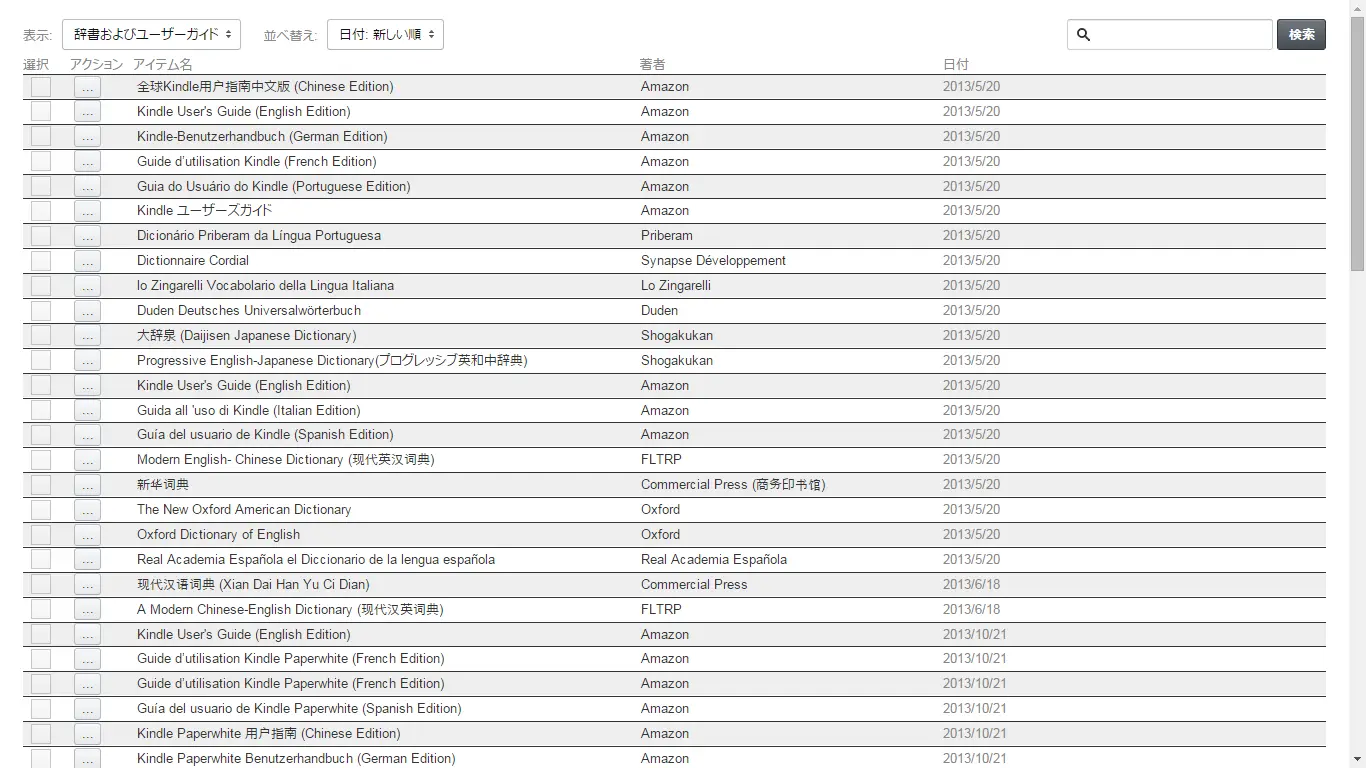 表示: 辞書およびユーザーガイド 並べ替え: 日付: 新しい順 検索
選択 アクション アイテム名 著者 日付
... 全球Kindle用户指南中文版 (Chinese Edition) Amazon 2013/5/20
... Kindle User's Guide (English Edition) Amazon 2013/5/20
... Kindle-Benutzerhandbuch (German Edition) Amazon 2013/5/20
... Guide d'utilisation Kindle (French Edition) Amazon 2013/5/20
... Guia do Usuário do Kindle (Portuguese Edition) Amazon 2013/5/20
... Kindle ユーザーズガイド Amazon 2013/5/20
... Dicionário Priberam da Língua Portuguesa Priberam 2013/5/20
... Dictionnaire Cordial Synapse Développement 2013/5/20
... lo Zingarelli Vocabolario della Lingua Italiana Lo Zingarelli 2013/5/20
... Duden Deutsches Universalwörterbuch Duden 2013/5/20
... 大辞泉 (Daijisen Japanese Dictionary) Shogakukan 2013/5/20
... Progressive English-Japanese Dictionary(プログレッシブ英和中辞典) Shogakukan 2013/5/20
... Kindle User's Guide (English Edition) Amazon 2013/5/20
... Guida all 'uso di Kindle (Italian Edition) Amazon 2013/5/20
... Guía del usuario de Kindle (Spanish Edition) Amazon 2013/5/20
... Modern English- Chinese Dictionary (现代英汉词典) FLTRP 2013/5/20
... 新华词典 Commercial Press (商务印书馆) 2013/5/20
... The New Oxford American Dictionary Oxford 2013/5/20
... Oxford Dictionary of English Oxford 2013/5/20
... Real Academia Española el Diccionario de la lengua española Real Academia Española 2013/5/20
... 现代汉语词典 (Xian Dai Han Yu Ci Dian) Commercial Press 2013/6/18
... A Modern Chinese-English Dictionary (现代汉英词典) FLTRP 2013/6/18
... Kindle User's Guide (English Edition) Amazon 2013/10/21
... Guide d'utilisation Kindle Paperwhite (French Edition) Amazon 2013/10/21
... Guide d'utilisation Kindle Paperwhite (French Edition) Amazon 2013/10/21
... Guía del usuario de Kindle Paperwhite (Spanish Edition) Amazon 2013/10/21
... Kindle Paperwhite 用户指南 (Chinese Edition) Amazon 2013/10/21
... Kindle Paperwhite Benutzerhandbuch (German Edition) Amazon 2013/10/21